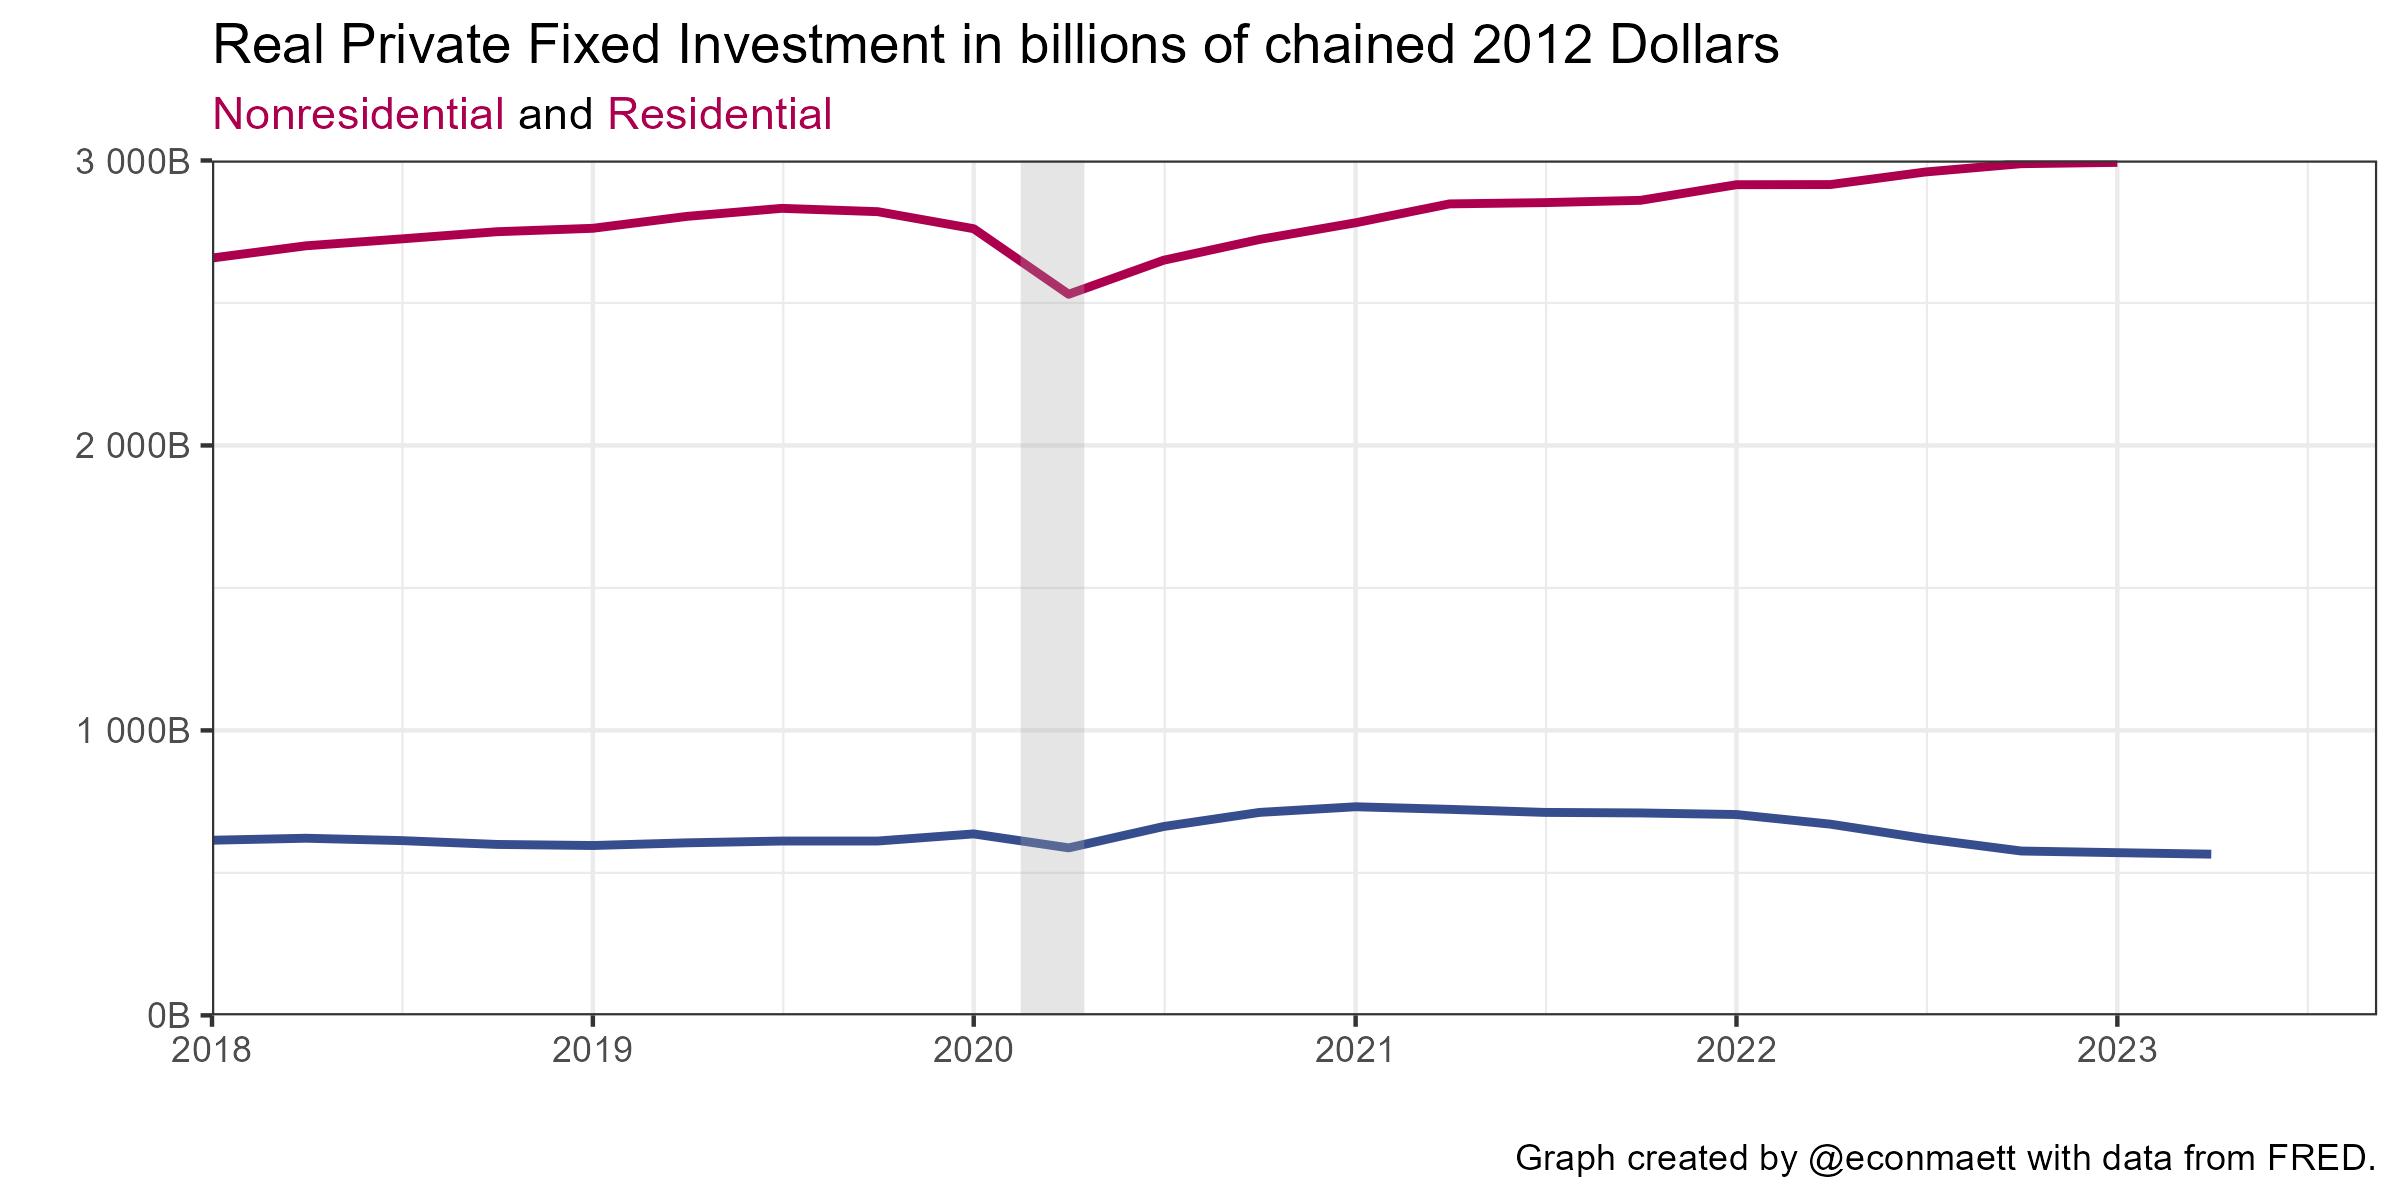 Real Private Fixed Investment in billions of chained 2012 Dollars
Nonresidential and Residential
3 000B
2 000B
1 000B
0B
2018 2019 2020 2021 2022 2023
Graph created by @econmaett with data from FRED.